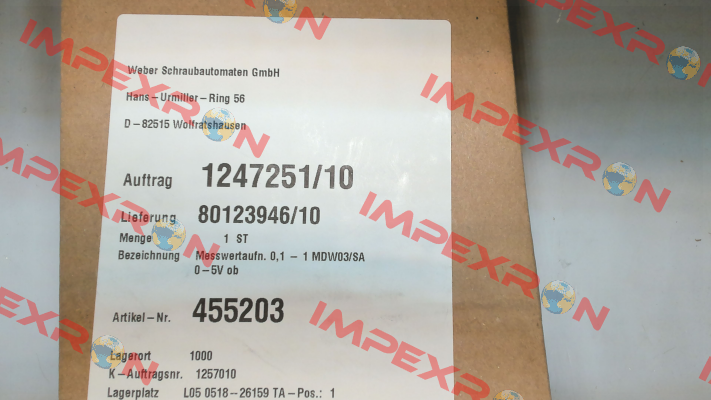 Weber Schraubautomaten GmbH
Hans-Urmiller-Ring 56
D-82515 Wolfratshausen
Auftrag 1247251/10
Lieferung 80123946/10
Menge 1 ST
Bezeichnung Messwertaufn. 0,1 - 1 MDW03/SA
0-5V ob
Artikel-Nr. 455203
Lagerort 1000
K-Auftragsnr. 1257010
Lagerplatz L05 0518-26159 TA-Pos.: 1
IMPEXRON
IMPEXRON
IMPEXRON
IMPEXRON
IMPEXRON
IMPEXRON